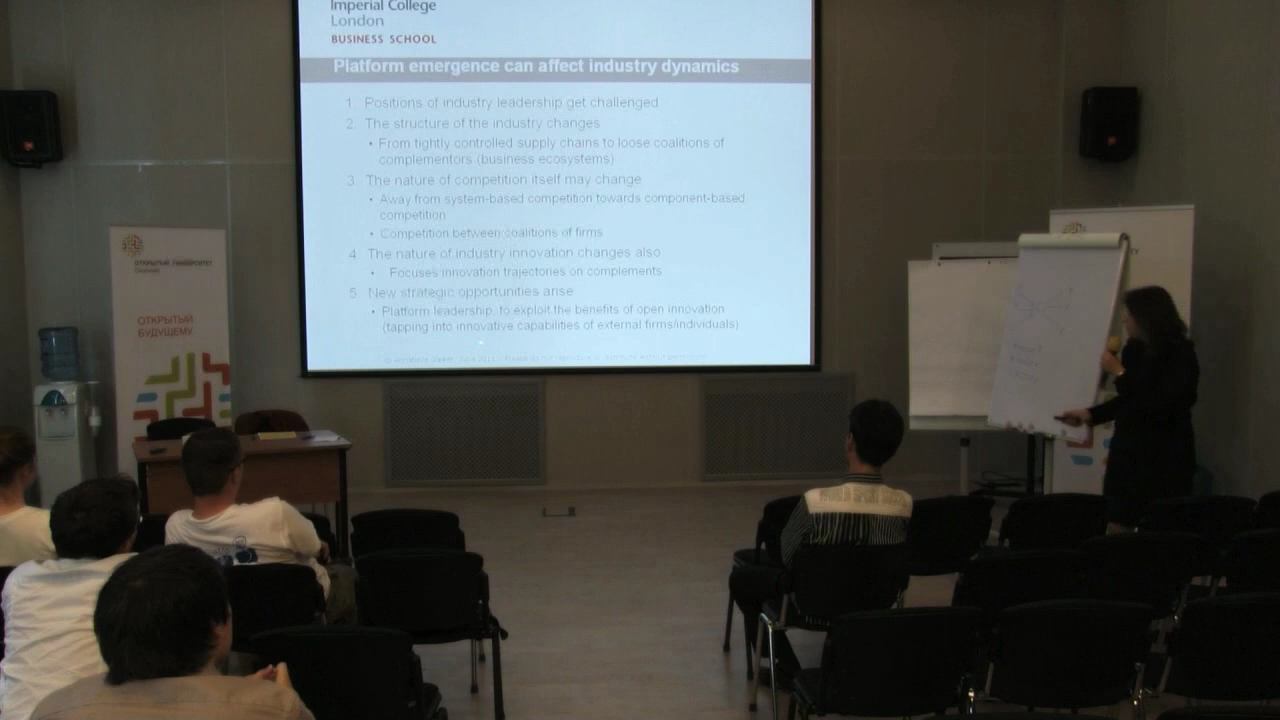 Imperial College
London
BUSINESS SCHOOL
Platform emergence can affect industry dynamics
1. Positions of industry leadership get challenged
2. The structure of the industry changes
• From tightly controlled supply chains to loose coalitions of
complementors (business ecosystems)
3. The nature of competition itself may change
• Away from system-based competition towards component-based
competition
• Competition between coalitions of firms
4. The nature of industry innovation changes also
• Focuses innovation trajectories on complements
5. New strategic opportunities arise
• Platform leadership, to exploit the benefits of open innovation
(tapping into innovative capabilities of external firms/individuals)
ОТКРЫТЫЙ УНИВЕРСИТЕТ
ОТКРЫТЫЙ
БУДУЩЕМУ